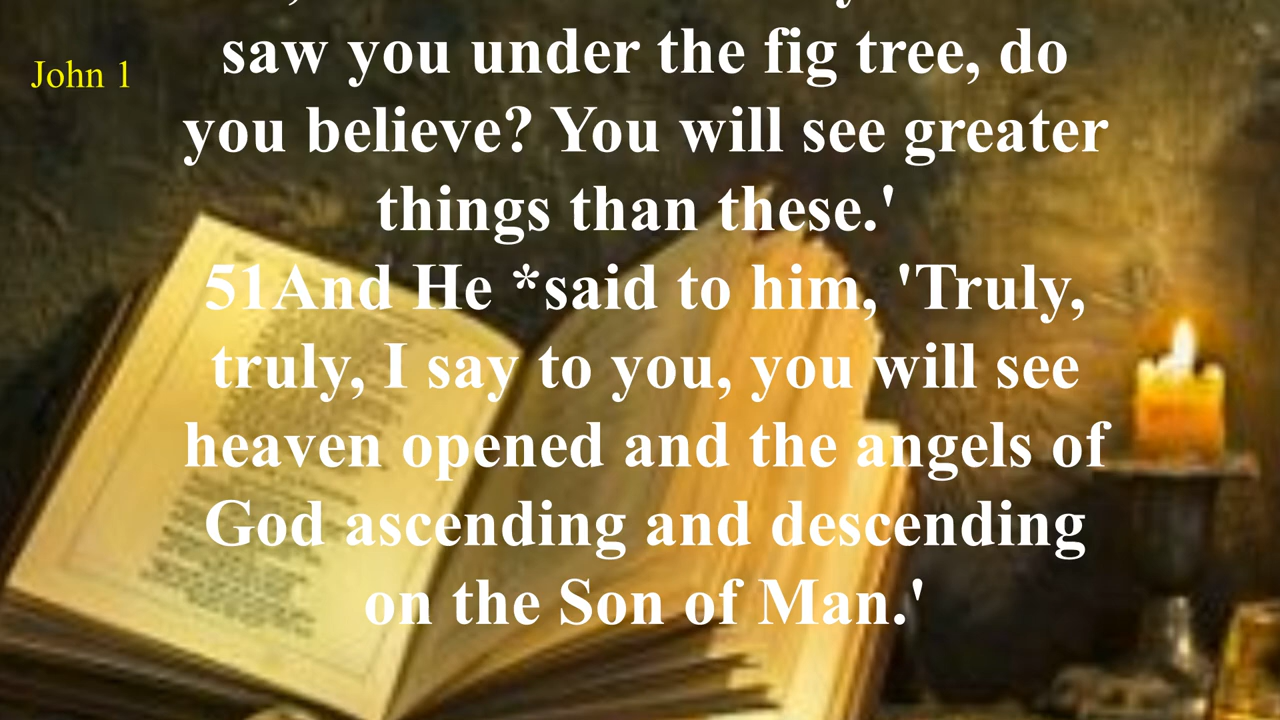 John 1
saw you under the fig tree, do
you believe? You will see greater
things than these.'
51And He *said to him, 'Truly,
truly, I say to you, you will see
heaven opened and the angels of
God ascending and descending
on the Son of Man.'